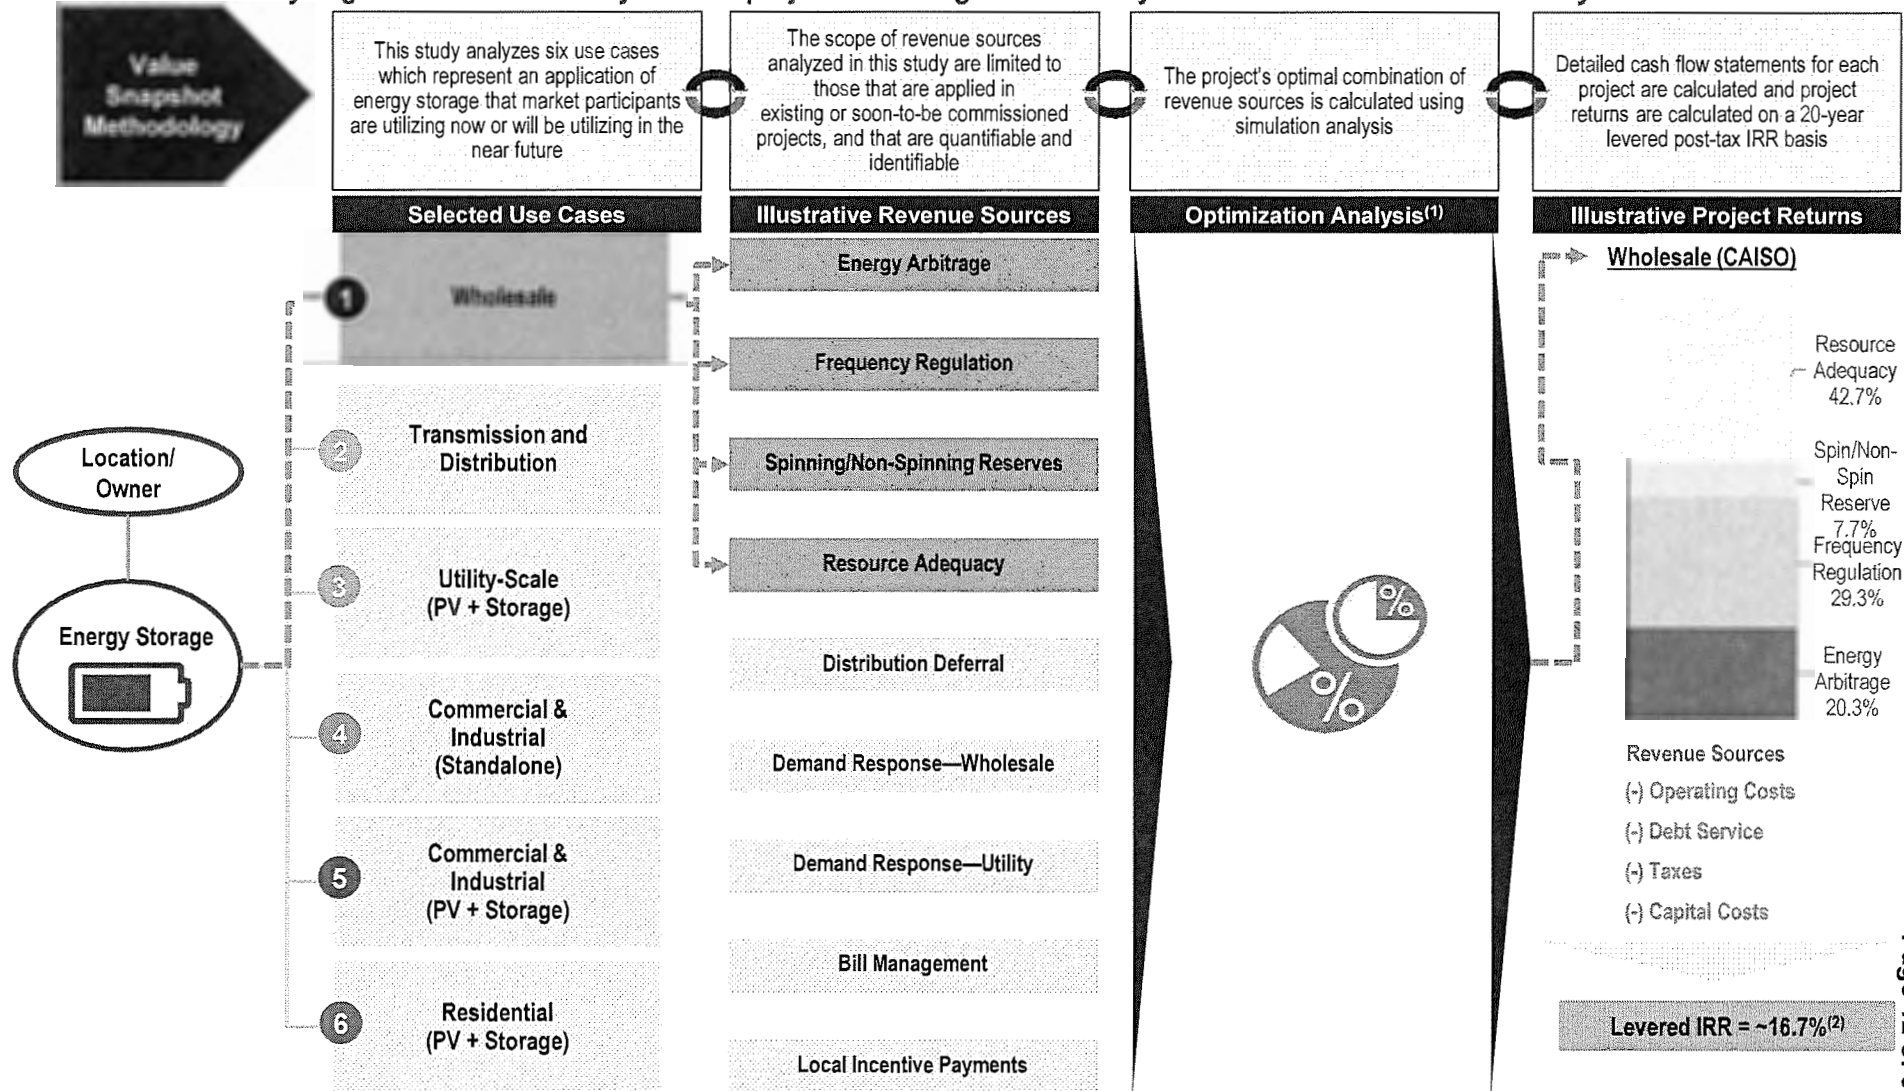 Value
Snapshot
Methodology
This study analyzes six use cases
which represent an application of
energy storage that market participants
are utilizing now or will be utilizing in the
near future
The scope of revenue sources
analyzed in this study are limited to
those that are applied in
existing or soon-to-be commissioned
projects, and that are quantifiable and
identifiable
The project's optimal combination of
revenue sources is calculated using
simulation analysis
Detailed cash flow statements for each
project are calculated and project
returns are calculated on a 20-year
levered post-tax IRR basis
Selected Use Cases
Illustrative Revenue Sources
Optimization Analysis(1)
Illustrative Project Returns
Location/
Owner
Energy Storage
1
Wholesale
2
Transmission and
Distribution
3
Utility-Scale
(PV + Storage)
4
Commercial &
Industrial
(Standalone)
5
Commercial &
Industrial
(PV + Storage)
6
Residential
(PV + Storage)
Energy Arbitrage
Frequency Regulation
Spinning/Non-Spinning Reserves
Resource Adequacy
Distribution Deferral
Demand Response—Wholesale
Demand Response—Utility
Bill Management
Local Incentive Payments
%
%
Wholesale (CAISO)
Resource
Adequacy
42.7%
Spin/Non-
Spin
Reserve
7.7%
Frequency
Regulation
29.3%
Energy
Arbitrage
20.3%
Revenue Sources
(-) Operating Costs
(-) Debt Service
(-) Taxes
(-) Capital Costs
Levered IRR = ~16.7%(2)